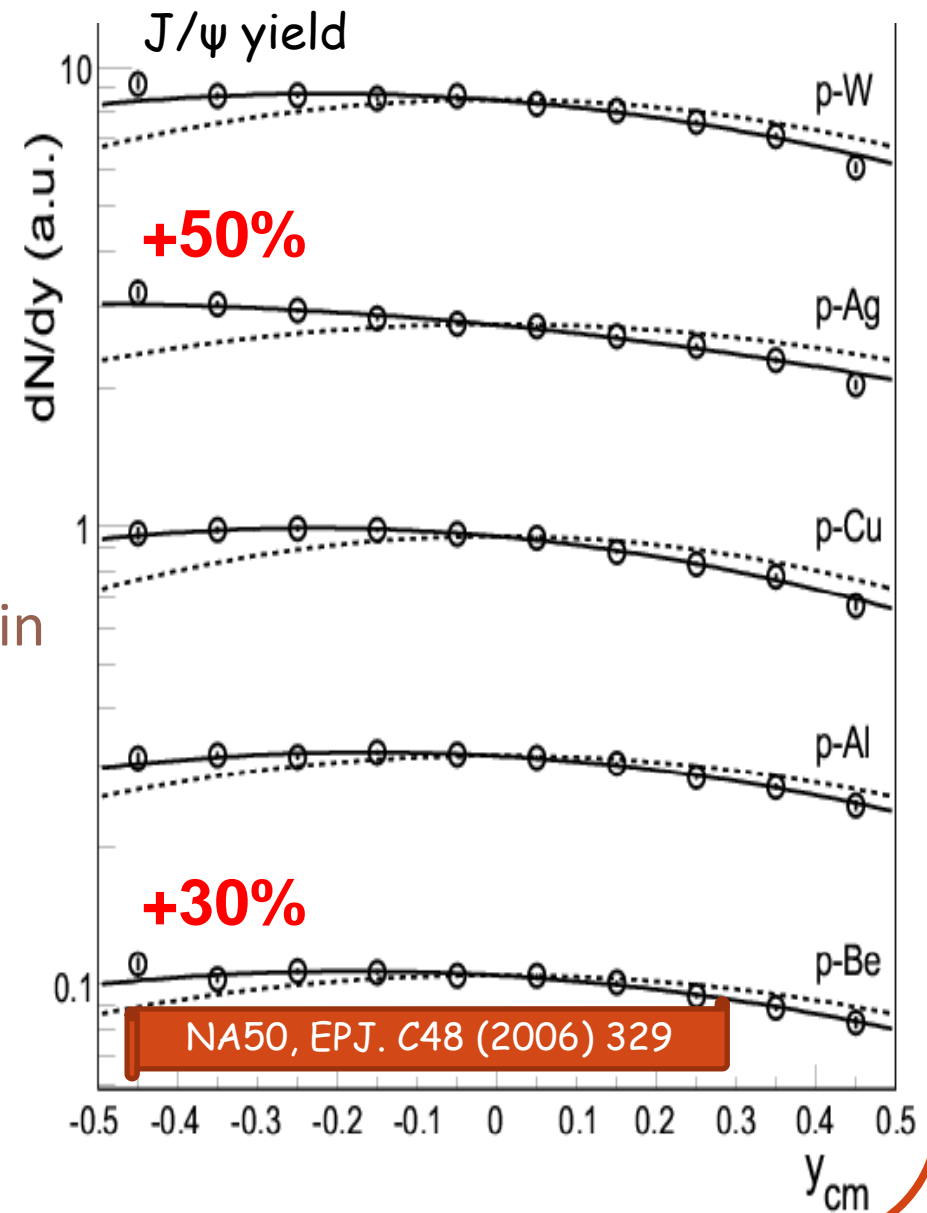 J/ψ yield
10
p-W
+50%
p-Ag
dN/dy (a.u.)
1
p-Cu
in
p-Al
+30%
p-Be
0.1
NA50, EPJ. C48 (2006) 329
-0.5 -0.4 -0.3 -0.2 -0.1 0 0.1 0.2 0.3 0.4 0.5
ycm